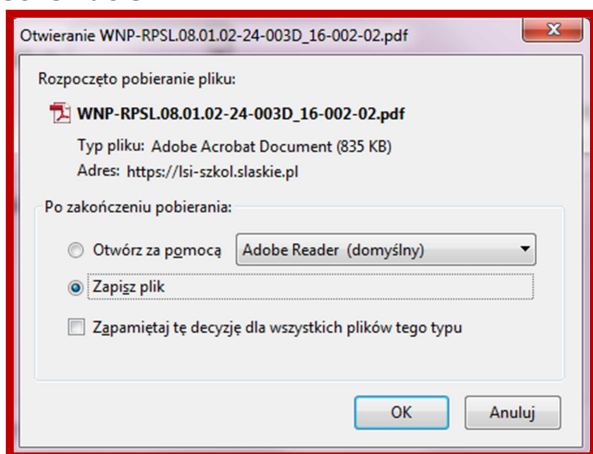 Otwieranie WNP-RPSL.08.01.02-24-003D_16-002-02.pdf
Rozpoczęto pobieranie pliku:
WNP-RPSL.08.01.02-24-003D_16-002-02.pdf
Typ pliku: Adobe Acrobat Document (835 KB)
Adres: https://lsi-szkol.slaskie.pl
Po zakończeniu pobierania:
Otwórz za pomocą Adobe Reader (domyślny)
Zapisz plik
Zapamiętaj tę decyzję dla wszystkich plików tego typu
OK Anuluj